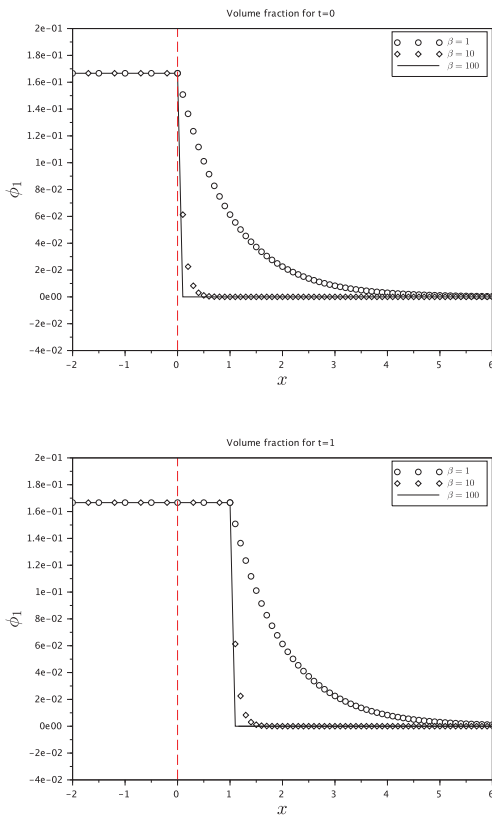 Volume fraction for t=0
2e−01
1.8e−01
1.6e−01
1.4e−01
1.2e−01
1e−01
8e−02
6e−02
4e−02
2e−02
0e00
−2e−02
−4e−02
ϕ1
β = 1
β = 10
β = 100
−2 −1 0 1 2 3 4 5 6
x
Volume fraction for t=1
2e−01
1.8e−01
1.6e−01
1.4e−01
1.2e−01
1e−01
8e−02
6e−02
4e−02
2e−02
0e00
−2e−02
−4e−02
ϕ1
β = 1
β = 10
β = 100
−2 −1 0 1 2 3 4 5 6
x